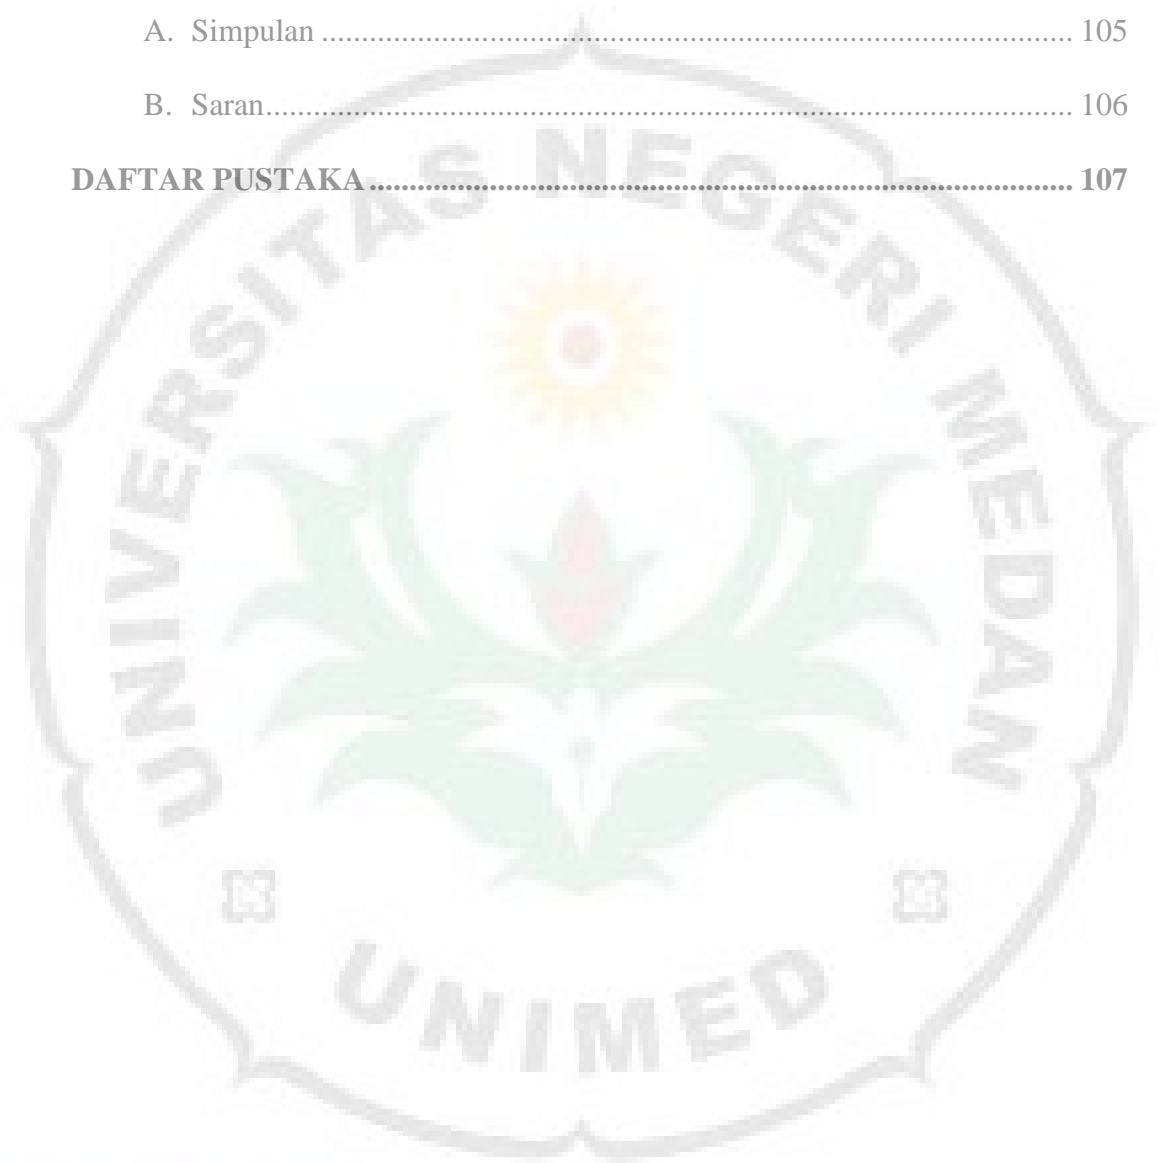 A. Simpulan ................................................................................ 105
B. Saran...................................................................................... 106
DAFTAR PUSTAKA ........................................................................... 107
UNIVERSITAS NEGERI MEDAN
UNIMED